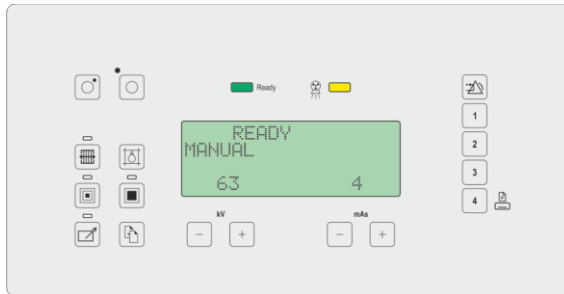 Ready
READY
MANUAL
63 4
kV mAs
- + - +
1
2
3
4